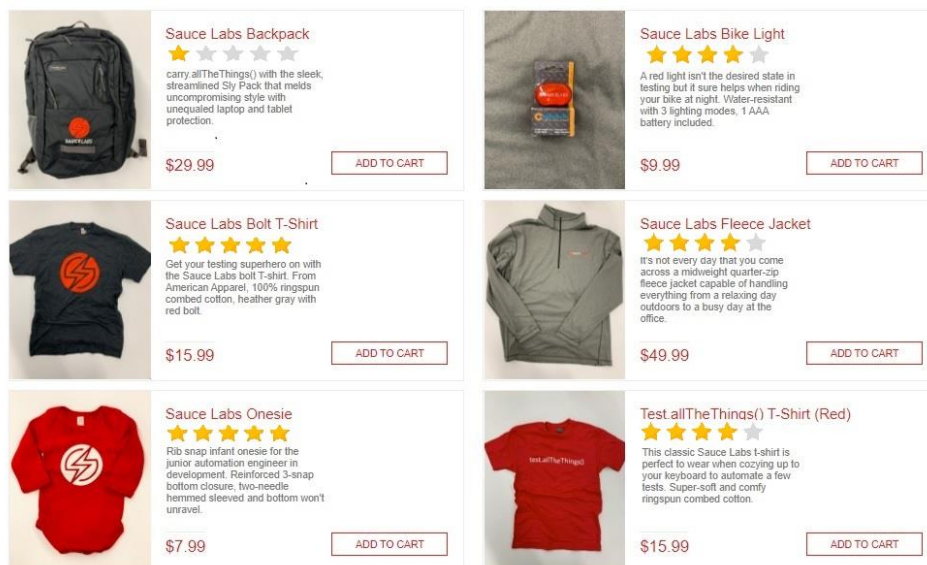 Sauce Labs Backpack
carry.allTheThings() with the sleek,
streamlined Sly Pack that melds
uncompromising style with
unequaled laptop and tablet
protection.
$29.99
ADD TO CART
SAUCE LABS
Sauce Labs Bike Light
A red light isn't the desired state in
testing but it sure helps when riding
your bike at night. Water-resistant
with 3 lighting modes, 1 AAA
battery included.
$9.99
ADD TO CART
Sauce Labs Bolt T-Shirt
Get your testing superhero on with
the Sauce Labs bolt T-shirt. From
American Apparel, 100% ringspun
combed cotton, heather gray with
red bolt.
$15.99
ADD TO CART
Sauce Labs Fleece Jacket
It's not every day that you come
across a midweight quarter-zip
fleece jacket capable of handling
everything from a relaxing day
outdoors to a busy day at the
office.
$49.99
ADD TO CART
Sauce Labs Onesie
Rib snap infant onesie for the
junior automation engineer in
development. Reinforced 3-snap
bottom closure, two-needle
hemmed sleeved and bottom won't
unravel.
$7.99
ADD TO CART
Test.allTheThings() T-Shirt (Red)
This classic Sauce Labs t-shirt is
perfect to wear when cozying up to
your keyboard to automate a few
tests. Super-soft and comfy
ringspun combed cotton.
$15.99
ADD TO CART
test.allTheThings()